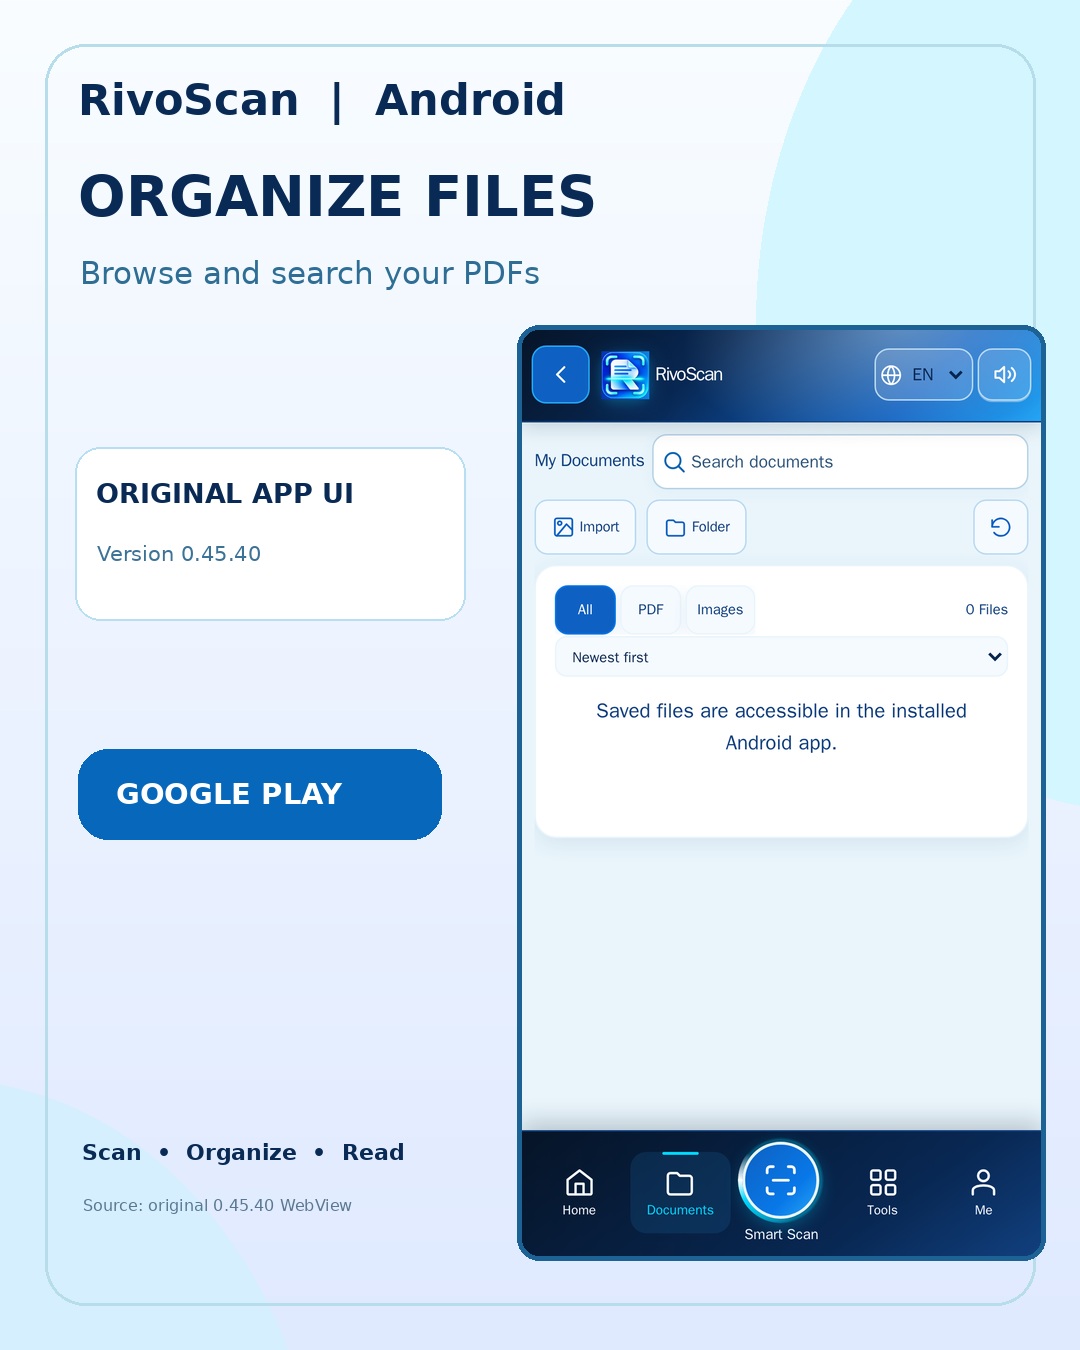 RivoScan | Android
ORGANIZE FILES
Browse and search your PDFs
ORIGINAL APP UI
Version 0.45.40
GOOGLE PLAY
Scan • Organize • Read
Source: original 0.45.40 WebView
RivoScan
EN
My Documents
Search documents
Import
Folder
All
PDF
Images
0 Files
Newest first
Saved files are accessible in the installed
Android app.
Home
Documents
Smart Scan
Tools
Me